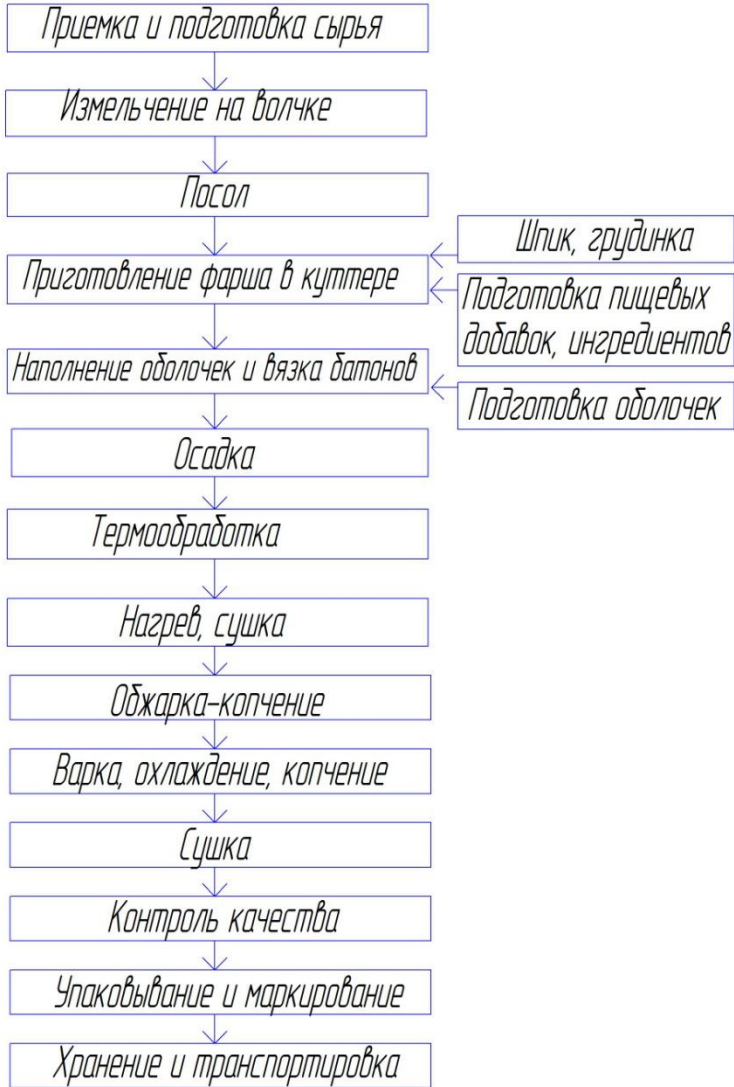 Приемка и подготовка сырья
Измельчение на волчке
Посол
Шпик, грудинка
Приготовление фарша в куттере
Подготовка пищевых
добавок, ингредиентов
Наполнение оболочек и вязка батонов
Подготовка оболочек
Осадка
Термообработка
Нагрев, сушка
Обжарка-копчение
Варка, охлаждение, копчение
Сушка
Контроль качества
Упаковывание и маркирование
Хранение и транспортировка